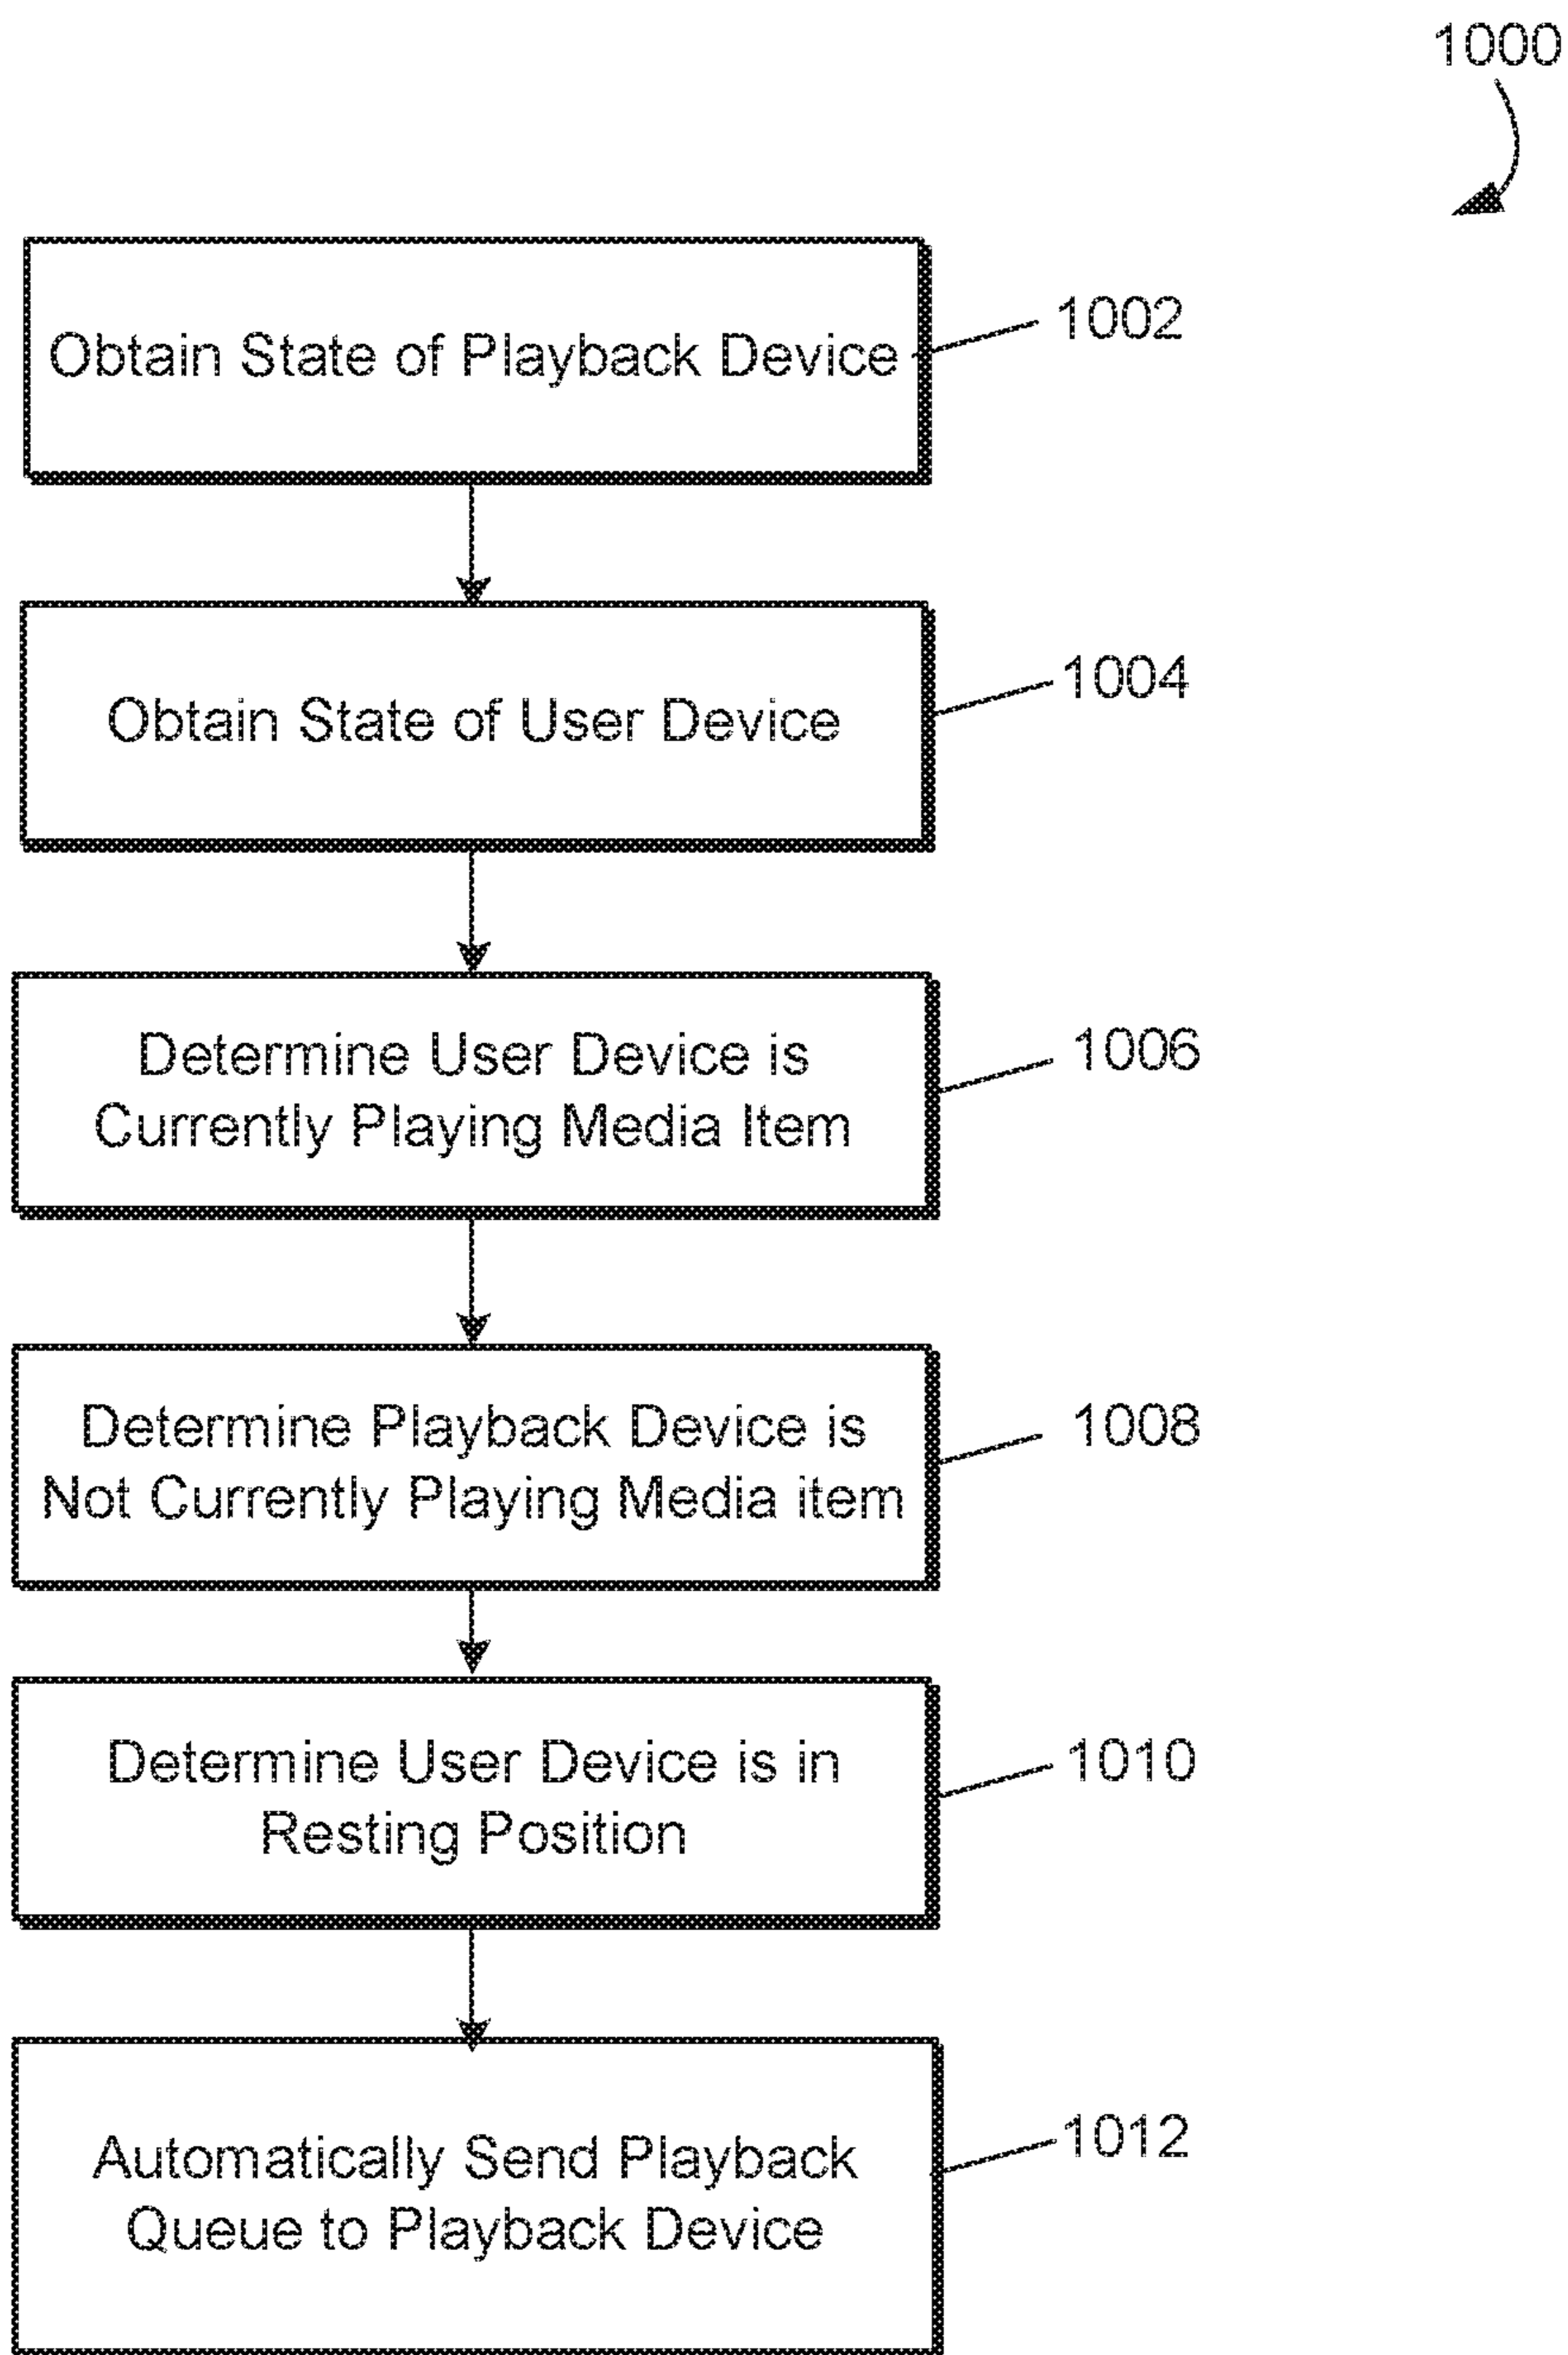 1000
Obtain State of Playback Device
1002
Obtain State of User Device
1004
Determine User Device is
Currently Playing Media Item
1006
Determine Playback Device is
Not Currently Playing Media item
1008
Determine User Device is in
Resting Position
1010
Automatically Send Playback
Queue to Playback Device
1012